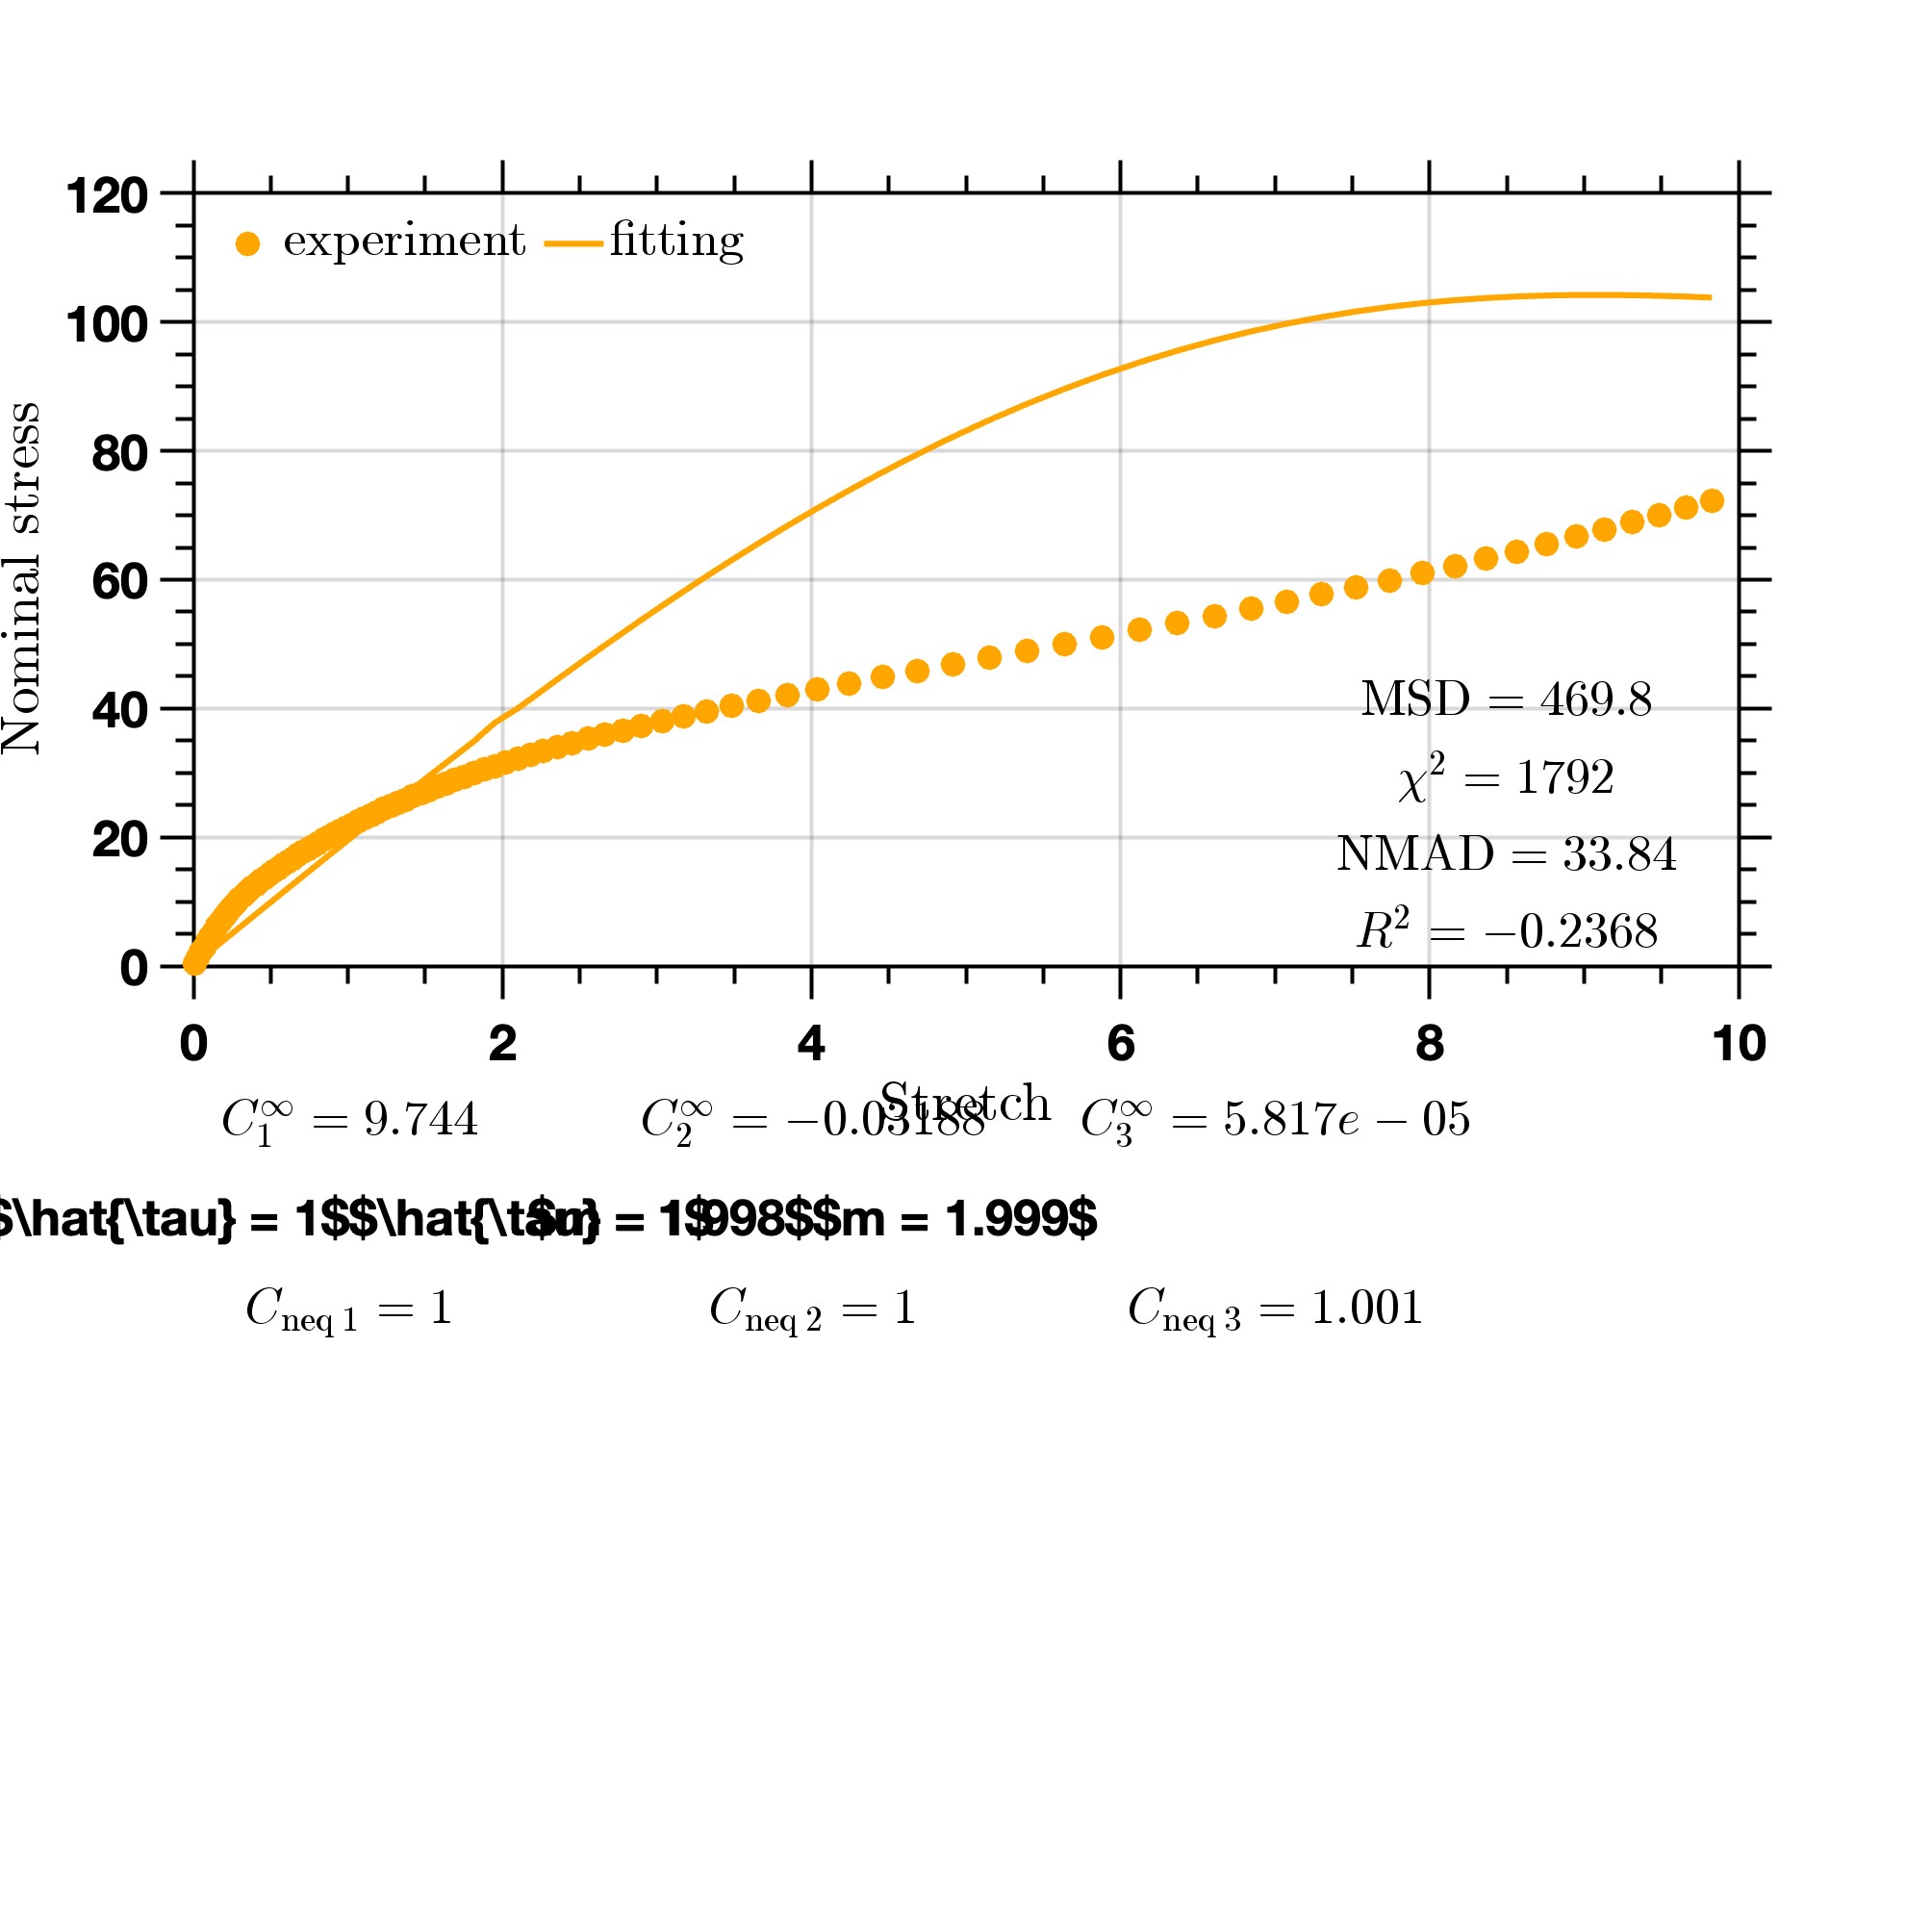 120
experiment fitting
100
80
60
40
20
0
Nominal stress
MSD = 469.8
χ² = 1792
NMAD = 33.84
R² = −0.2368
0 2 4 6 8 10
Stretch
C₁^∞ = 9.744 C₂^∞ = −0.03188 C₃^∞ = 5.817e − 05
$\hat{\tau} = 1$$\hat{\tau} = 1$ $m = 1.999$
C_neq 1 = 1 C_neq 2 = 1 C_neq 3 = 1.001